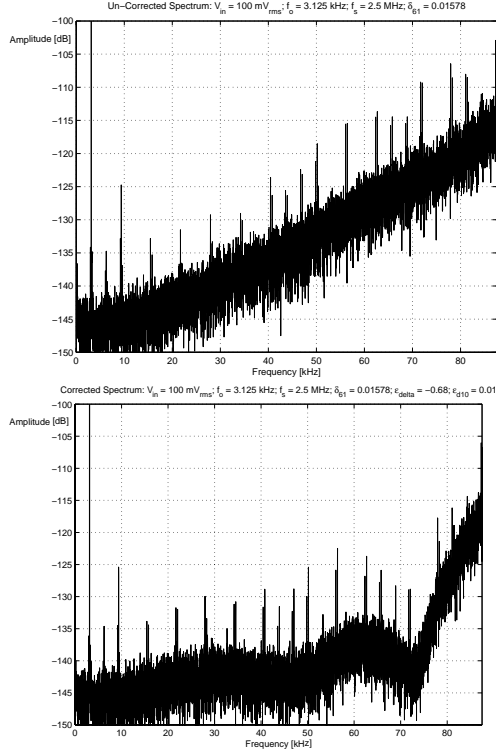 Un−Corrected Spectrum: V_in = 100 mV_rms; f_o = 3.125 kHz; f_s = 2.5 MHz; δ_61 = 0.01578
Amplitude [dB]
−100
−105
−110
−115
−120
−125
−130
−135
−140
−145
−150
0 10 20 30 40 50 60 70 80
Frequency [kHz]
Corrected Spectrum: V_in = 100 mV_rms; f_o = 3.125 kHz; f_s = 2.5 MHz; δ_61 = 0.01578; ε_delta = −0.68; ε_d10 = 0.01
Amplitude [dB]
−100
−105
−110
−115
−120
−125
−130
−135
−140
−145
−150
0 10 20 30 40 50 60 70 80
Frequency [kHz]